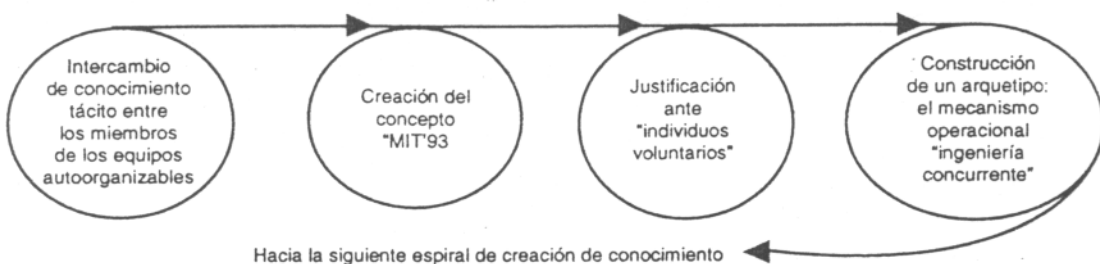 Intercambio
de conocimiento
tácito entre
los miembros
de los equipos
autoorganizables
Creación del
concepto
"MIT'93
Justificación
ante
"individuos
voluntarios"
Construcción
de un arquetipo:
el mecanismo
operacional
"ingeniería
concurrente"
Hacia la siguiente espiral de creación de conocimiento